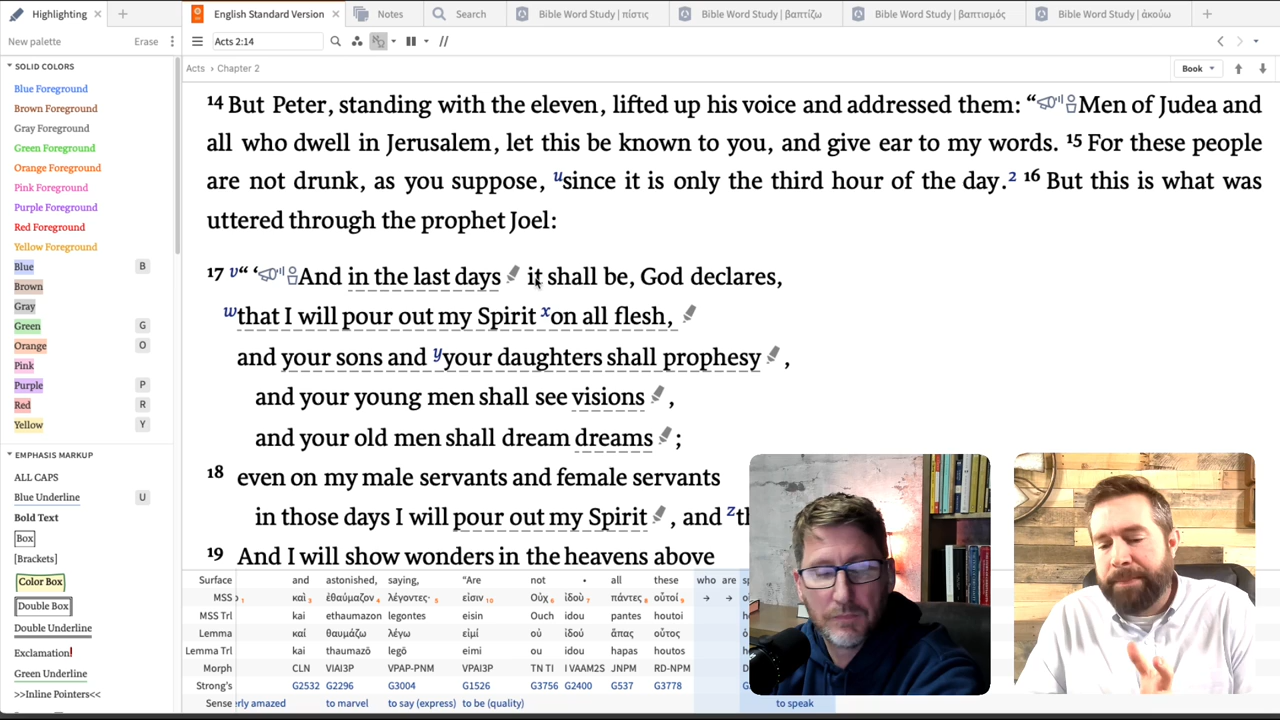 Highlighting
English Standard Version
Notes
Search
Bible Word Study | πίστις
Bible Word Study | βαπτίζω
Bible Word Study | βαπτισμός
Bible Word Study | ἀκούω
New palette
Erase
Acts 2:14
SOLID COLORS
Blue Foreground
Brown Foreground
Gray Foreground
Green Foreground
Orange Foreground
Pink Foreground
Purple Foreground
Red Foreground
Yellow Foreground
Blue B
Brown
Gray
Green G
Orange O
Pink
Purple P
Red R
Yellow Y
EMPHASIS MARKUP
ALL CAPS
Blue Underline U
Bold Text
Box
[Brackets]
Color Box
Double Box
Double Underline
Exclamation!
Green Underline
>>Inline Pointers<<
Acts › Chapter 2
Book
14 But Peter, standing with the eleven, lifted up his voice and addressed them: “Men of Judea and
all who dwell in Jerusalem, let this be known to you, and give ear to my words. 15 For these people
are not drunk, as you suppose, u since it is only the third hour of the day.2 16 But this is what was
uttered through the prophet Joel:
17 v “ ‘And in the last days it shall be, God declares,
w that I will pour out my Spirit x on all flesh,
and your sons and y your daughters shall prophesy,
and your young men shall see visions,
and your old men shall dream dreams;
18 even on my male servants and female servants
in those days I will pour out my Spirit, and z
19 And I will show wonders in the heavens above
Surface and astonished, saying, “Are not • all these who are
MSS 1 καὶ 3 ἐθαύμαζον 4 λέγοντες· 5 εἰσιν 10 Οὐχ 6 ἰδοὺ 7 πάντες 8 οὗτοί 9 → →
MSS Trl kai ethaumazon legontes eisin Ouch idou pantes houtoi
Lemma καί θαυμάζω λέγω εἰμί οὐ ἰδού ἅπας οὗτος
Lemma Trl kai thaumazō legō eimi ou idou hapas houtos
Morph CLN VIAI3P VPAP-PNM VPAI3P TN TI I VAAM2S JNPM RD-NPM
Strong's G2532 G2296 G3004 G1526 G3756 G2400 G537 G3778
Sense erly amazed to marvel to say (express) to be (quality) to speak